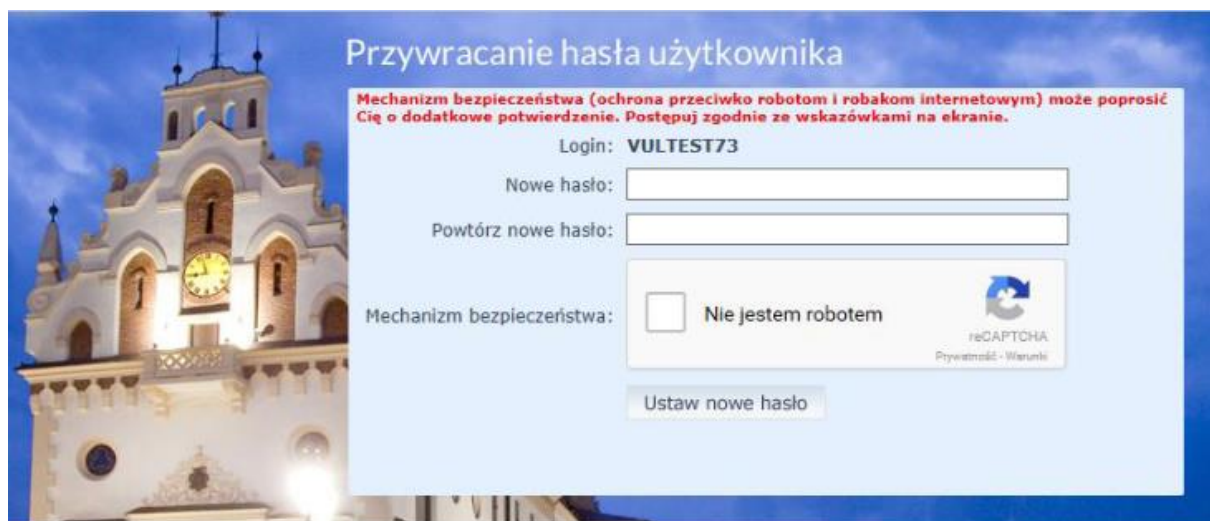 Przywracanie hasła użytkownika
Mechanizm bezpieczeństwa (ochrona przeciwko robotom i robakom internetowym) może poprosić
Cię o dodatkowe potwierdzenie. Postępuj zgodnie ze wskazówkami na ekranie.
Login: VULTEST73
Nowe hasło:
Powtórz nowe hasło:
Mechanizm bezpieczeństwa:
Nie jestem robotem
reCAPTCHA
Prywatność - Warunki
Ustaw nowe hasło